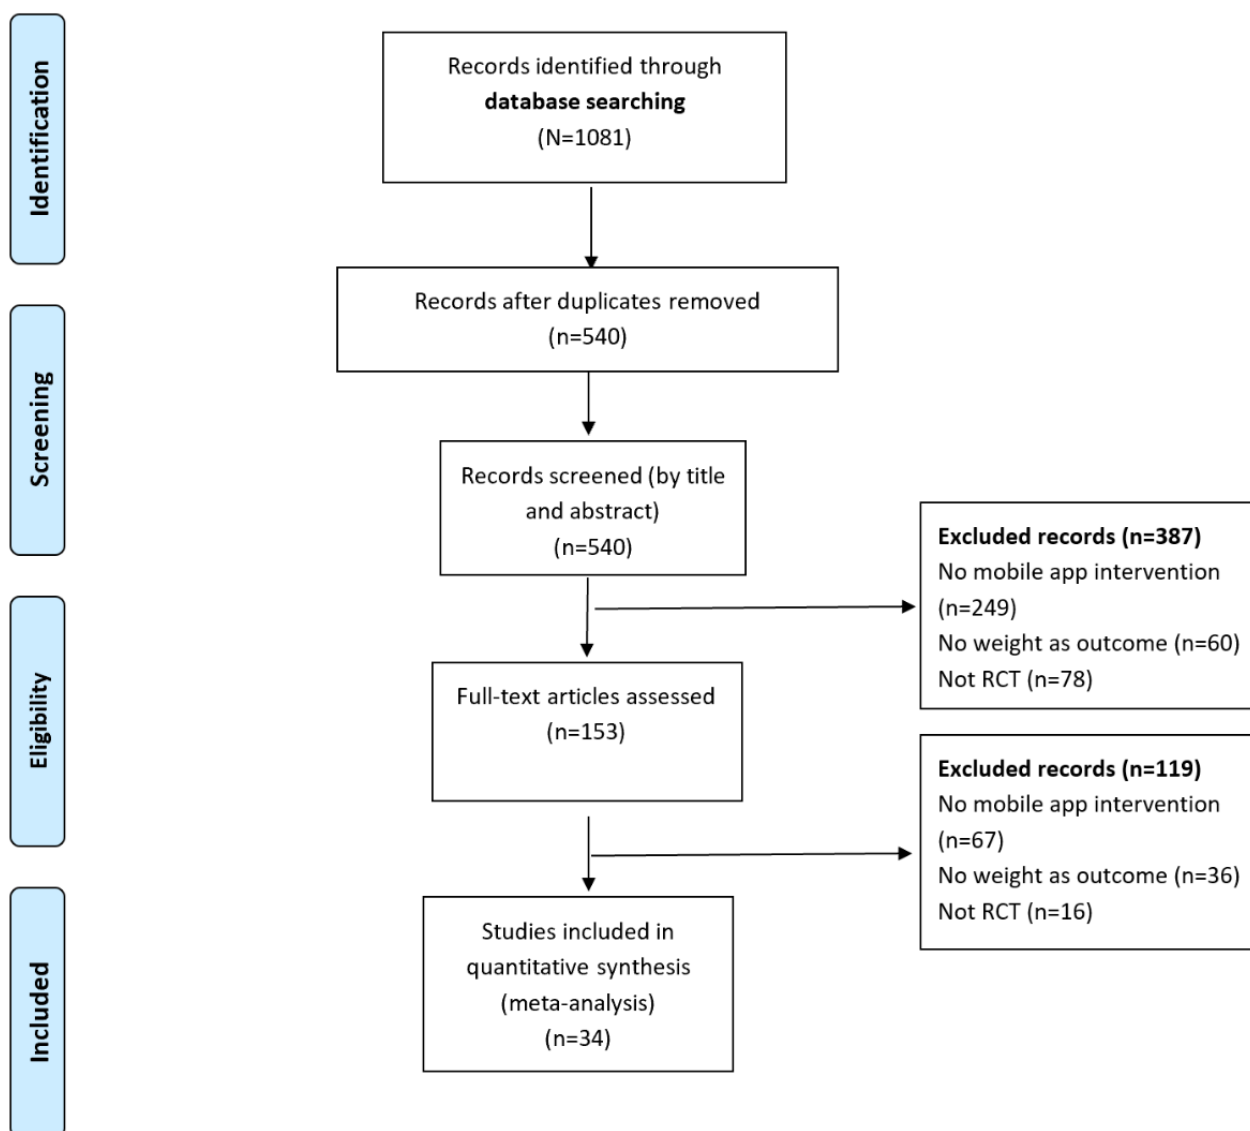 Identification
Records identified through
database searching
(N=1081)
Records after duplicates removed
(n=540)
Screening
Records screened (by title
and abstract)
(n=540)
Excluded records (n=387)
No mobile app intervention
(n=249)
No weight as outcome (n=60)
Not RCT (n=78)
Eligibility
Full-text articles assessed
(n=153)
Excluded records (n=119)
No mobile app intervention
(n=67)
No weight as outcome (n=36)
Not RCT (n=16)
Included
Studies included in
quantitative synthesis
(meta-analysis)
(n=34)